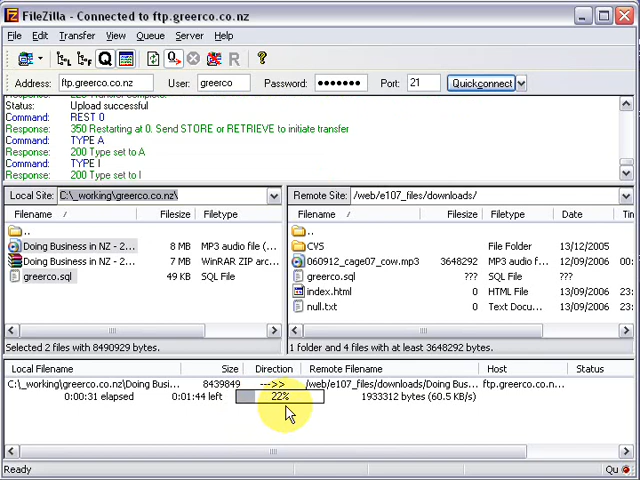 FileZilla - Connected to ftp.greerco.co.nz
File Edit Transfer View Queue Server Help
Address: ftp.greerco.co.nz User: greerco Password: ●●●●●●● Port: 21 Quickconnect
Status: Upload successful
Command: REST 0
Response: 350 Restarting at 0. Send STORE or RETRIEVE to initiate transfer
Command: TYPE A
Response: 200 Type set to A
Command: TYPE I
Response: 200 Type set to I
Local Site: C:\_working\greerco.co.nz\
Filename / Filesize Filetype
..
Doing Business in NZ - 2... 8 MB MP3 audio file (...
Doing Business in NZ - 2... 7 MB WinRAR ZIP arc...
greerco.sql 49 KB SQL File
Selected 2 files with 8490929 bytes.
Remote Site: /web/e107_files/downloads/
Filename / Filesize Filetype Date Tim
..
CVS File Folder 13/12/2005
060912_cage07_cow.mp3 3648292 MP3 audio f... 13/09/2006
greerco.sql ??? SQL File ???
index.html HTML File 13/09/2006 23:
null.txt Text Docu... 13/09/2006 23:
1 folder and 4 files with at least 3648292 bytes.
Local Filename Size Direction Remote Filename Host Status
C:\_working\greerco.co.nz\Doing Busi... 8439849 --->> /web/e107_files/downloads/Doing Bus... ftp.greerco.co.nz...
0:00:31 elapsed 0:01:44 left 22% 1933312 bytes (60.5 KB/s)
Ready Qu